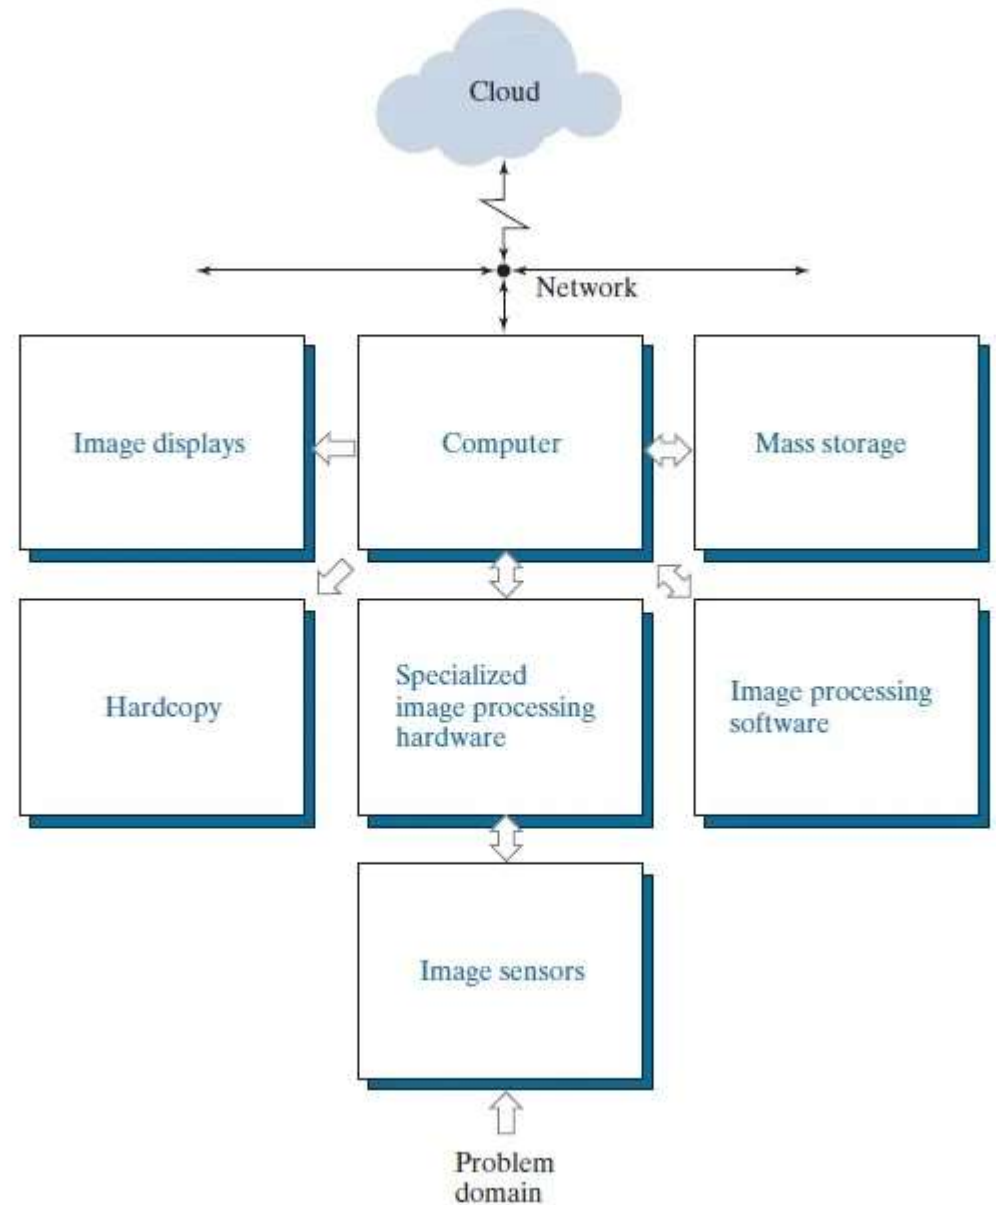 Cloud
Network
Image displays
Computer
Mass storage
Hardcopy
Specialized
image processing
hardware
Image processing
software
Image sensors
Problem
domain